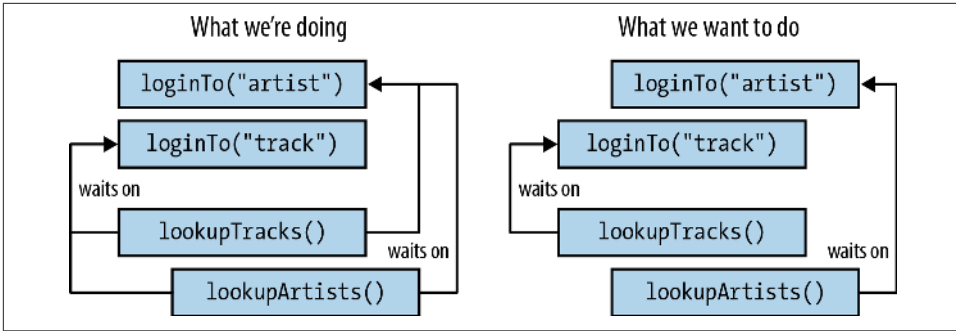 What we're doing
loginTo("artist")
loginTo("track")
waits on
lookupTracks()
waits on
lookupArtists()
What we want to do
loginTo("artist")
loginTo("track")
waits on
lookupTracks()
waits on
lookupArtists()